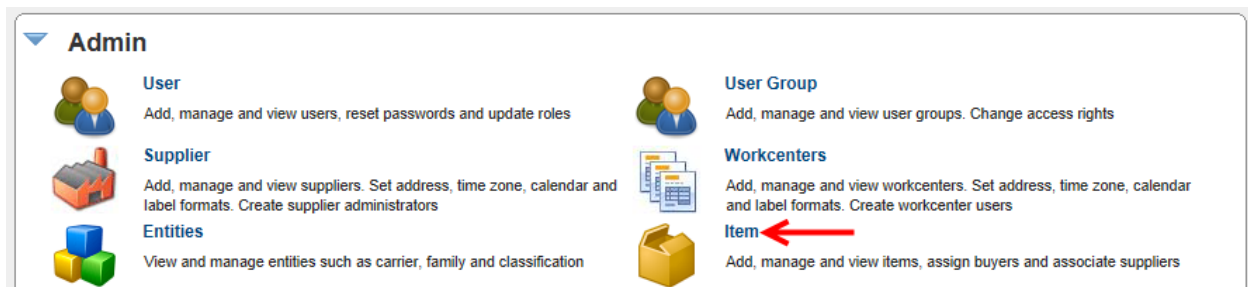 Admin
User
Add, manage and view users, reset passwords and update roles
User Group
Add, manage and view user groups. Change access rights
Supplier
Add, manage and view suppliers. Set address, time zone, calendar and
label formats. Create supplier administrators
Workcenters
Add, manage and view workcenters. Set address, time zone, calendar
and label formats. Create workcenter users
Entities
View and manage entities such as carrier, family and classification
Item
Add, manage and view items, assign buyers and associate suppliers